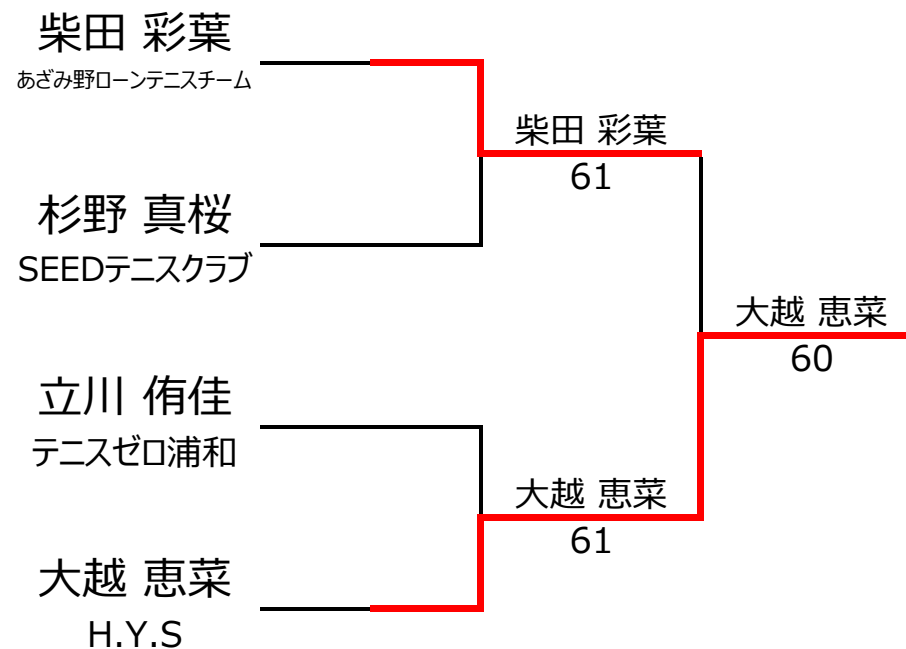 柴田 彩葉
あざみ野ローンテニスチーム
柴田 彩葉
61
杉野 真桜
SEEDテニスクラブ
大越 恵菜
60
立川 侑佳
テニスゼロ浦和
大越 恵菜
61
大越 恵菜
H.Y.S